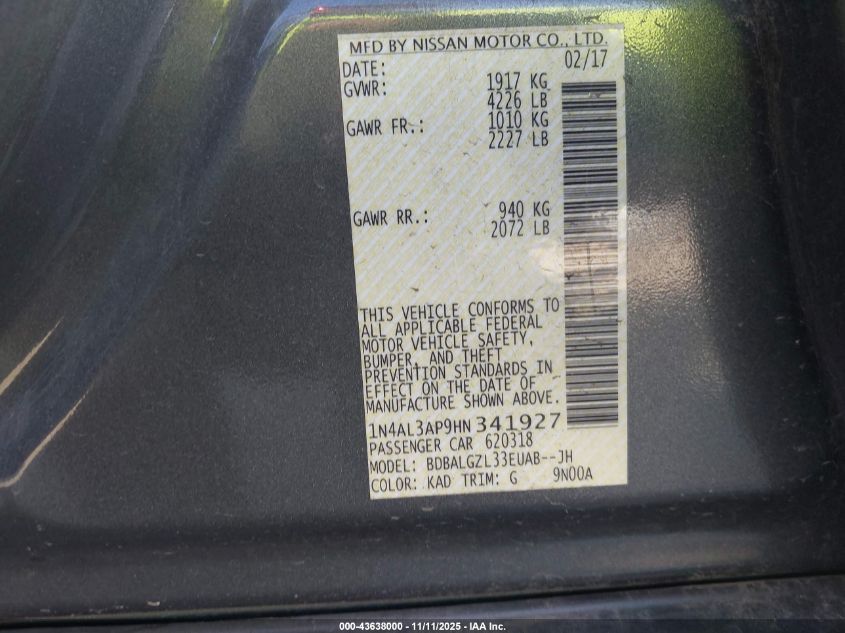 MFD BY NISSAN MOTOR CO., LTD.
DATE: 02/17
GVWR: 1917 KG
4226 LB
GAWR FR.: 1010 KG
2227 LB
GAWR RR.: 940 KG
2072 LB
THIS VEHICLE CONFORMS TO
ALL APPLICABLE FEDERAL
MOTOR VEHICLE SAFETY,
BUMPER, AND THEFT
PREVENTION STANDARDS IN
EFFECT ON THE DATE OF
MANUFACTURE SHOWN ABOVE.
1N4AL3AP9HN 341927
PASSENGER CAR 620318
MODEL: BDBALGZL33EUAB--JH
COLOR: KAD TRIM: G 9N00A
000-43638000 - 11/11/2025 - IAA Inc.